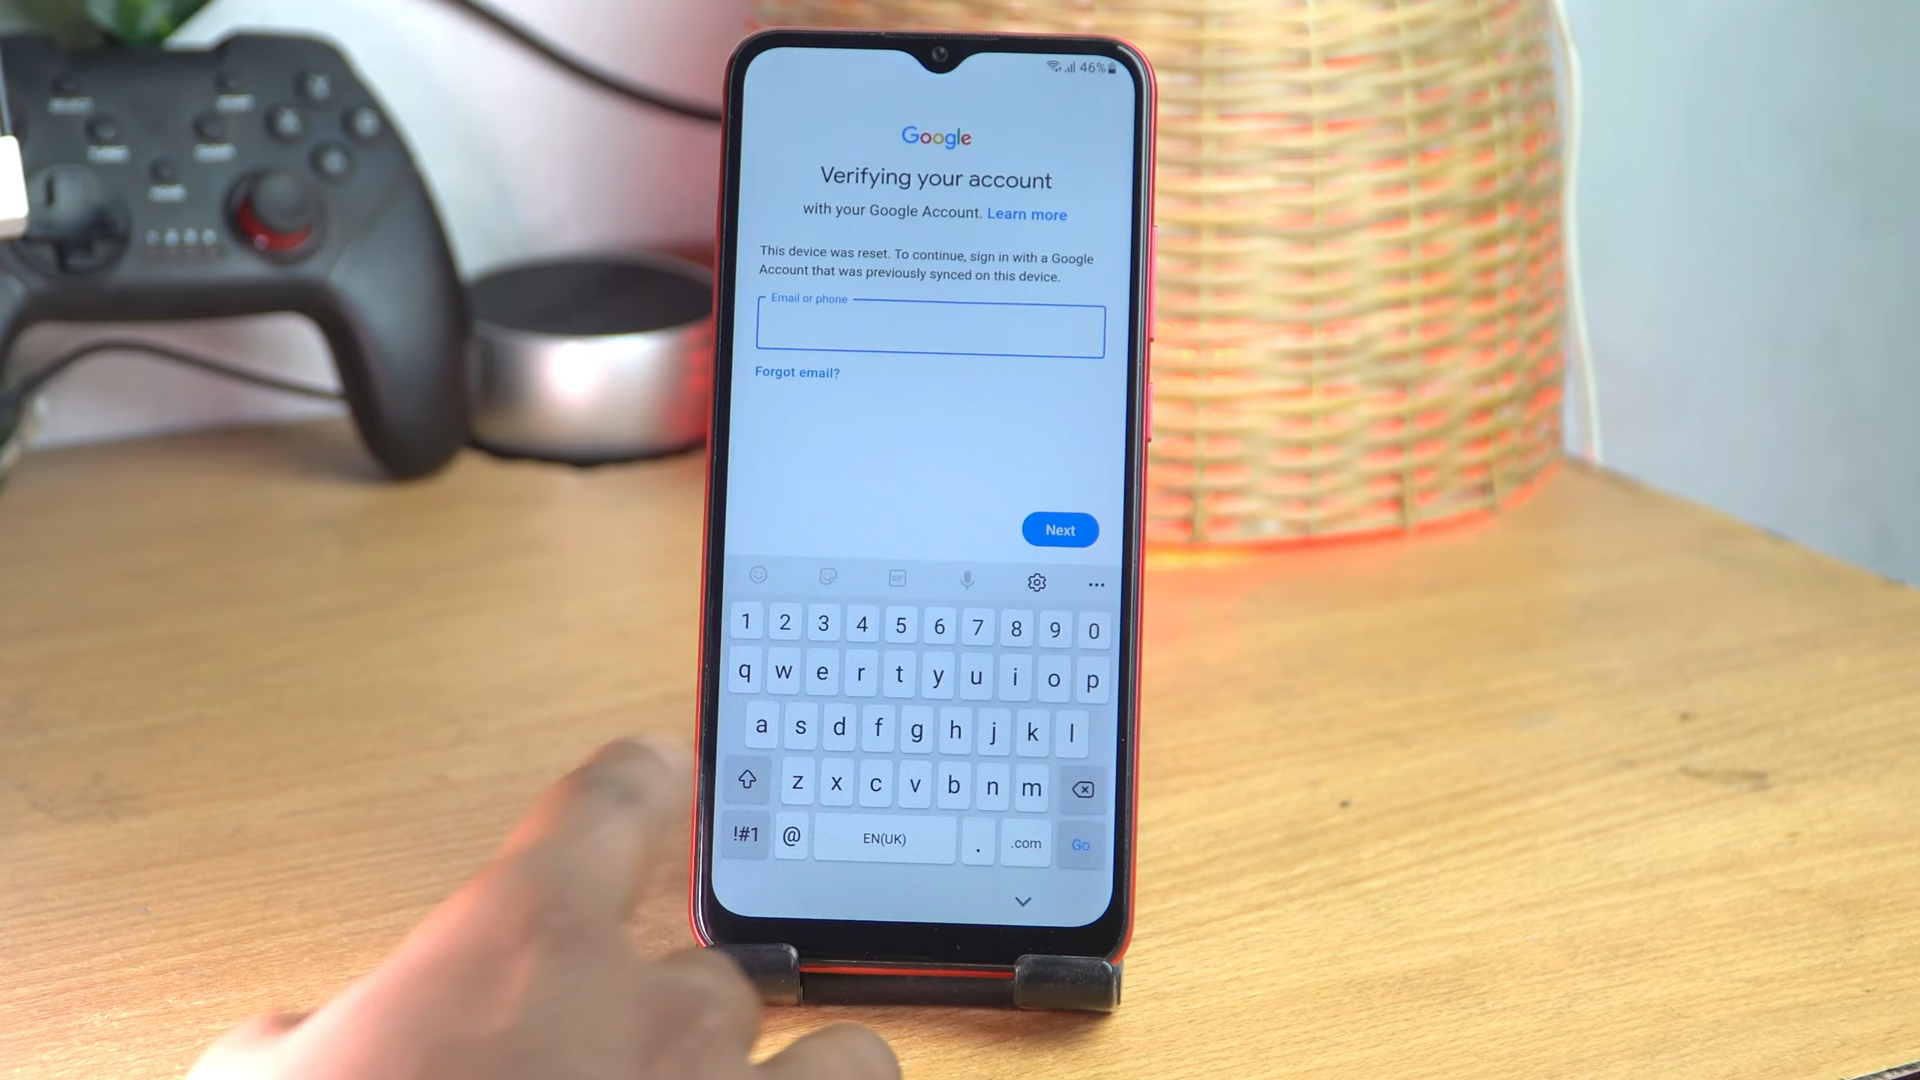 46%
Google
Verifying your account
with your Google Account. Learn more
This device was reset. To continue, sign in with a Google
Account that was previously synced on this device.
Email or phone
Forgot email?
Next
GIF
1 2 3 4 5 6 7 8 9 0
q w e r t y u i o p
a s d f g h j k l
z x c v b n m
!#1 @ EN(UK) . .com Go